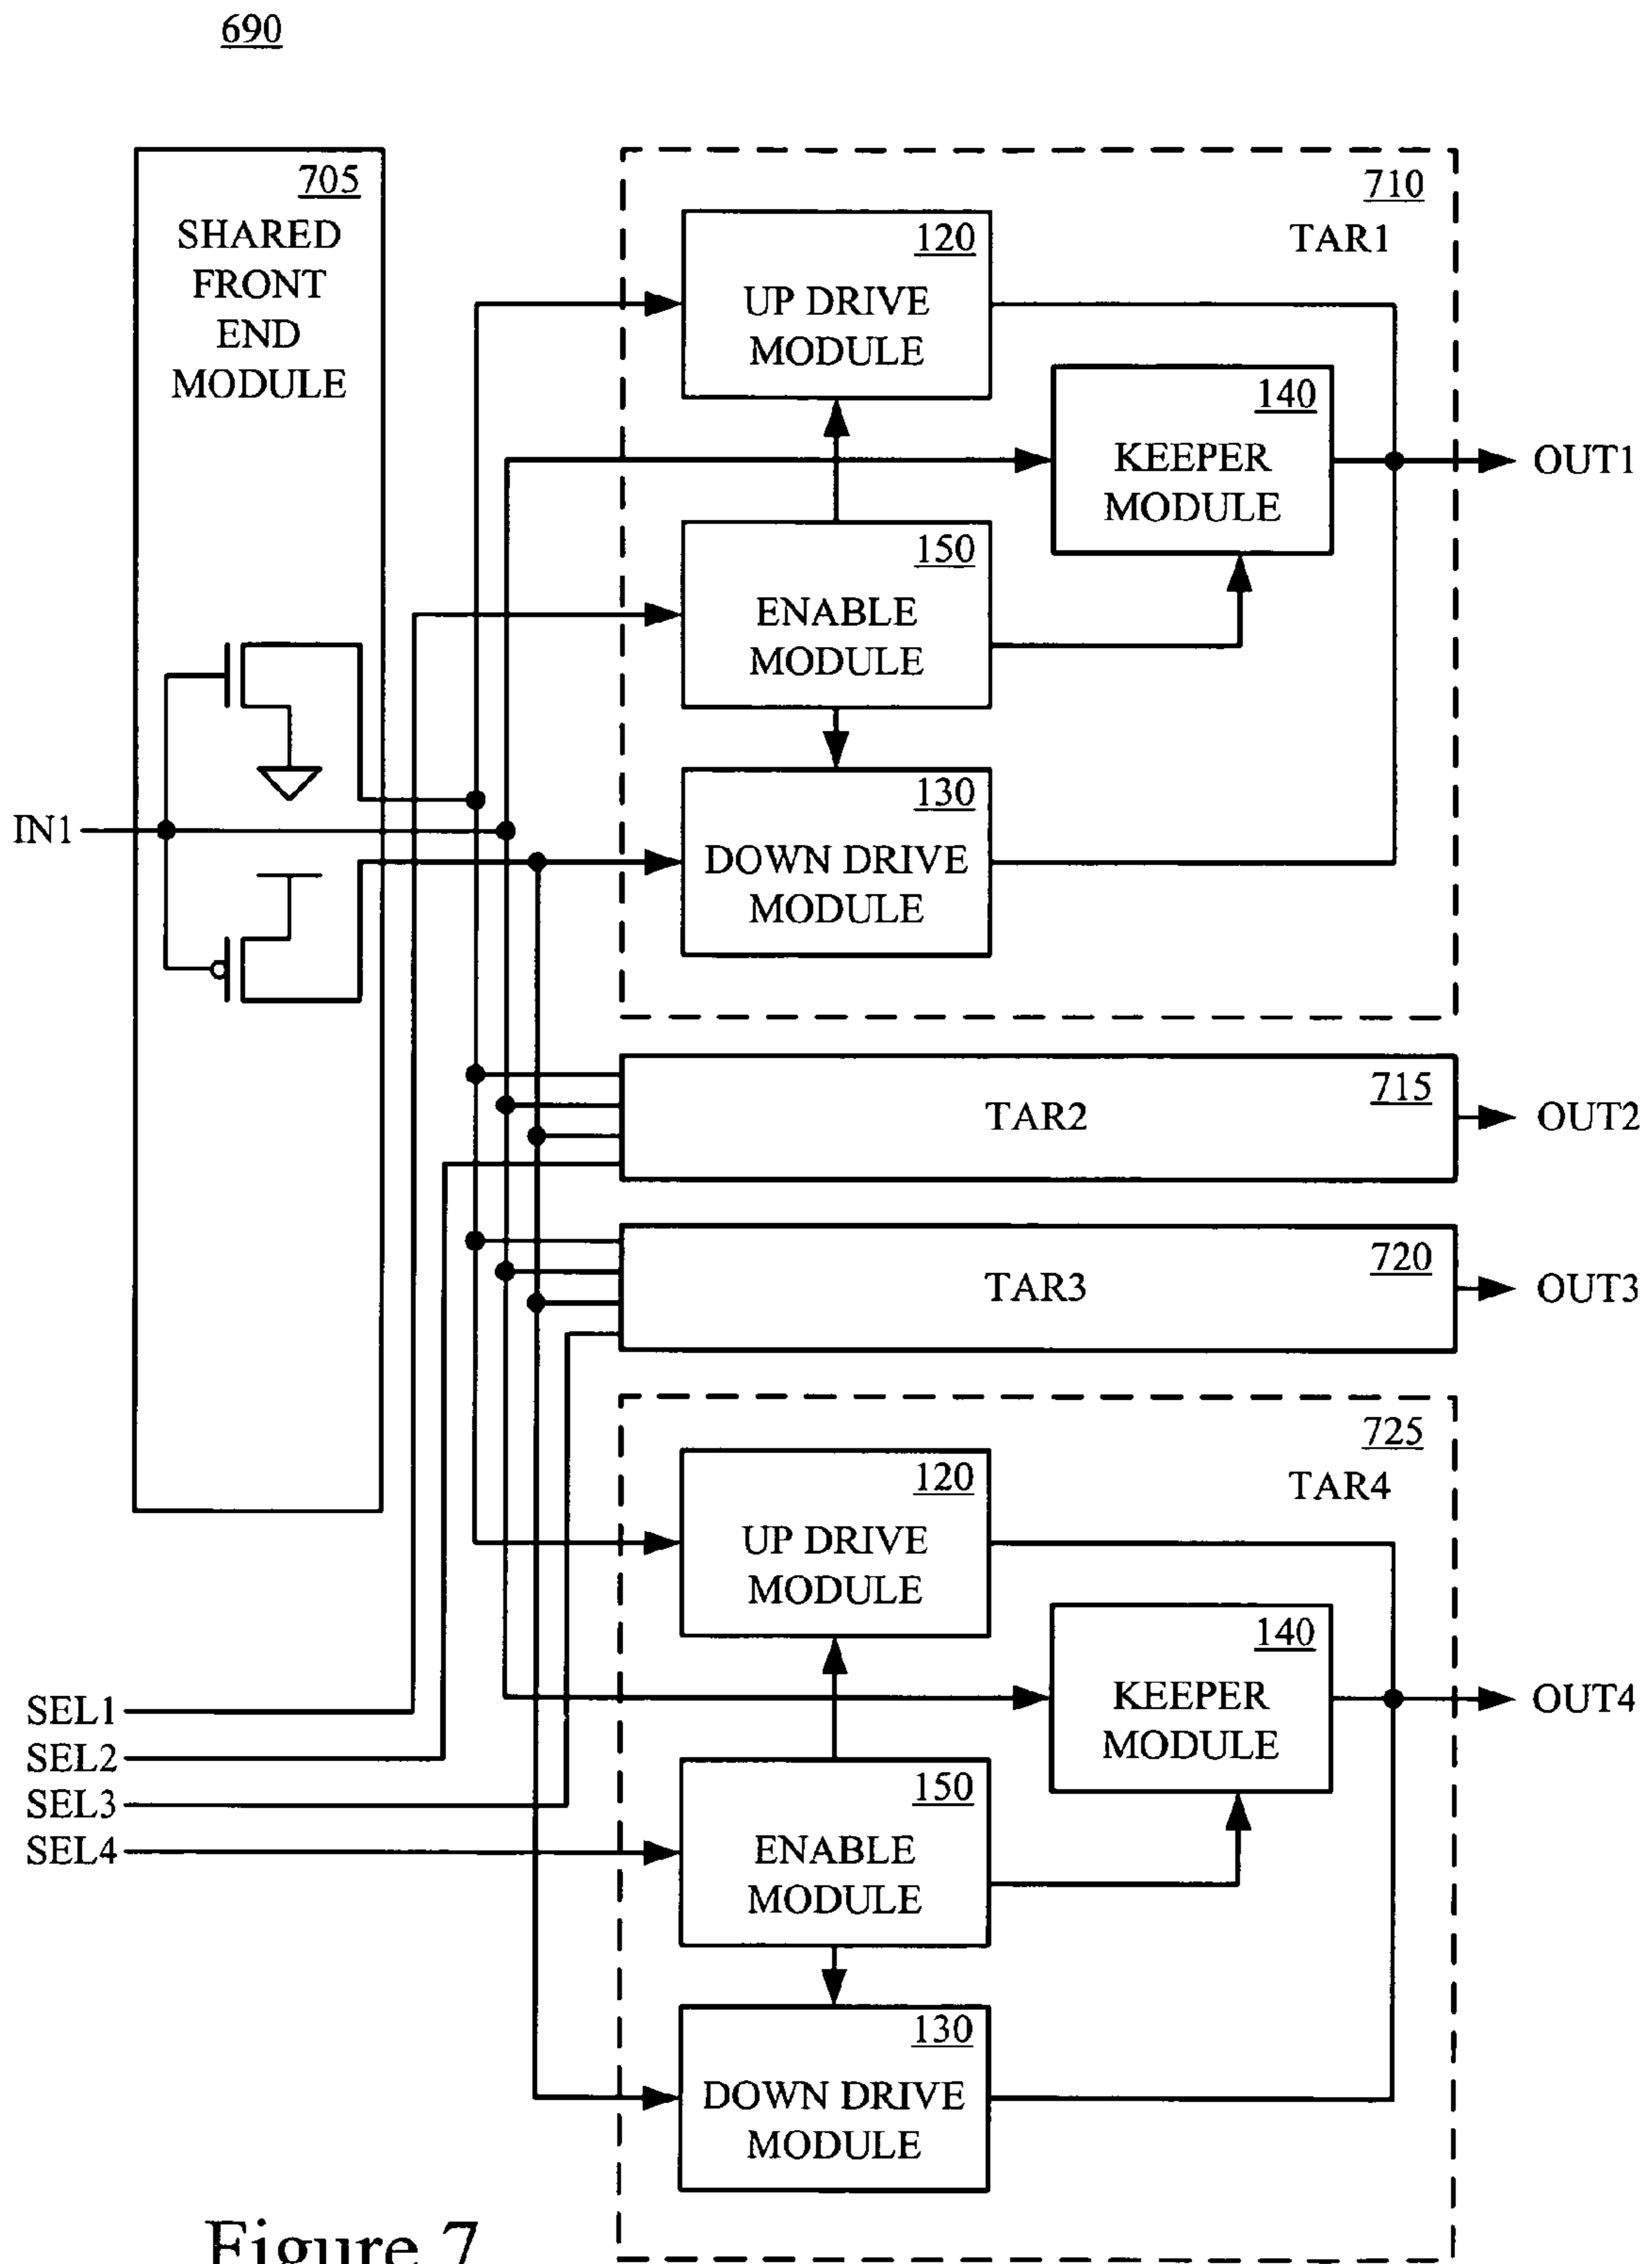 690
705
SHARED
FRONT
END
MODULE
710
TAR1
120
UP DRIVE
MODULE
140
KEEPER
MODULE
OUT1
150
ENABLE
MODULE
130
DOWN DRIVE
MODULE
IN1
715
TAR2
OUT2
720
TAR3
OUT3
725
TAR4
120
UP DRIVE
MODULE
140
KEEPER
MODULE
OUT4
SEL1
SEL2
SEL3
SEL4
150
ENABLE
MODULE
130
DOWN DRIVE
MODULE
Figure 7